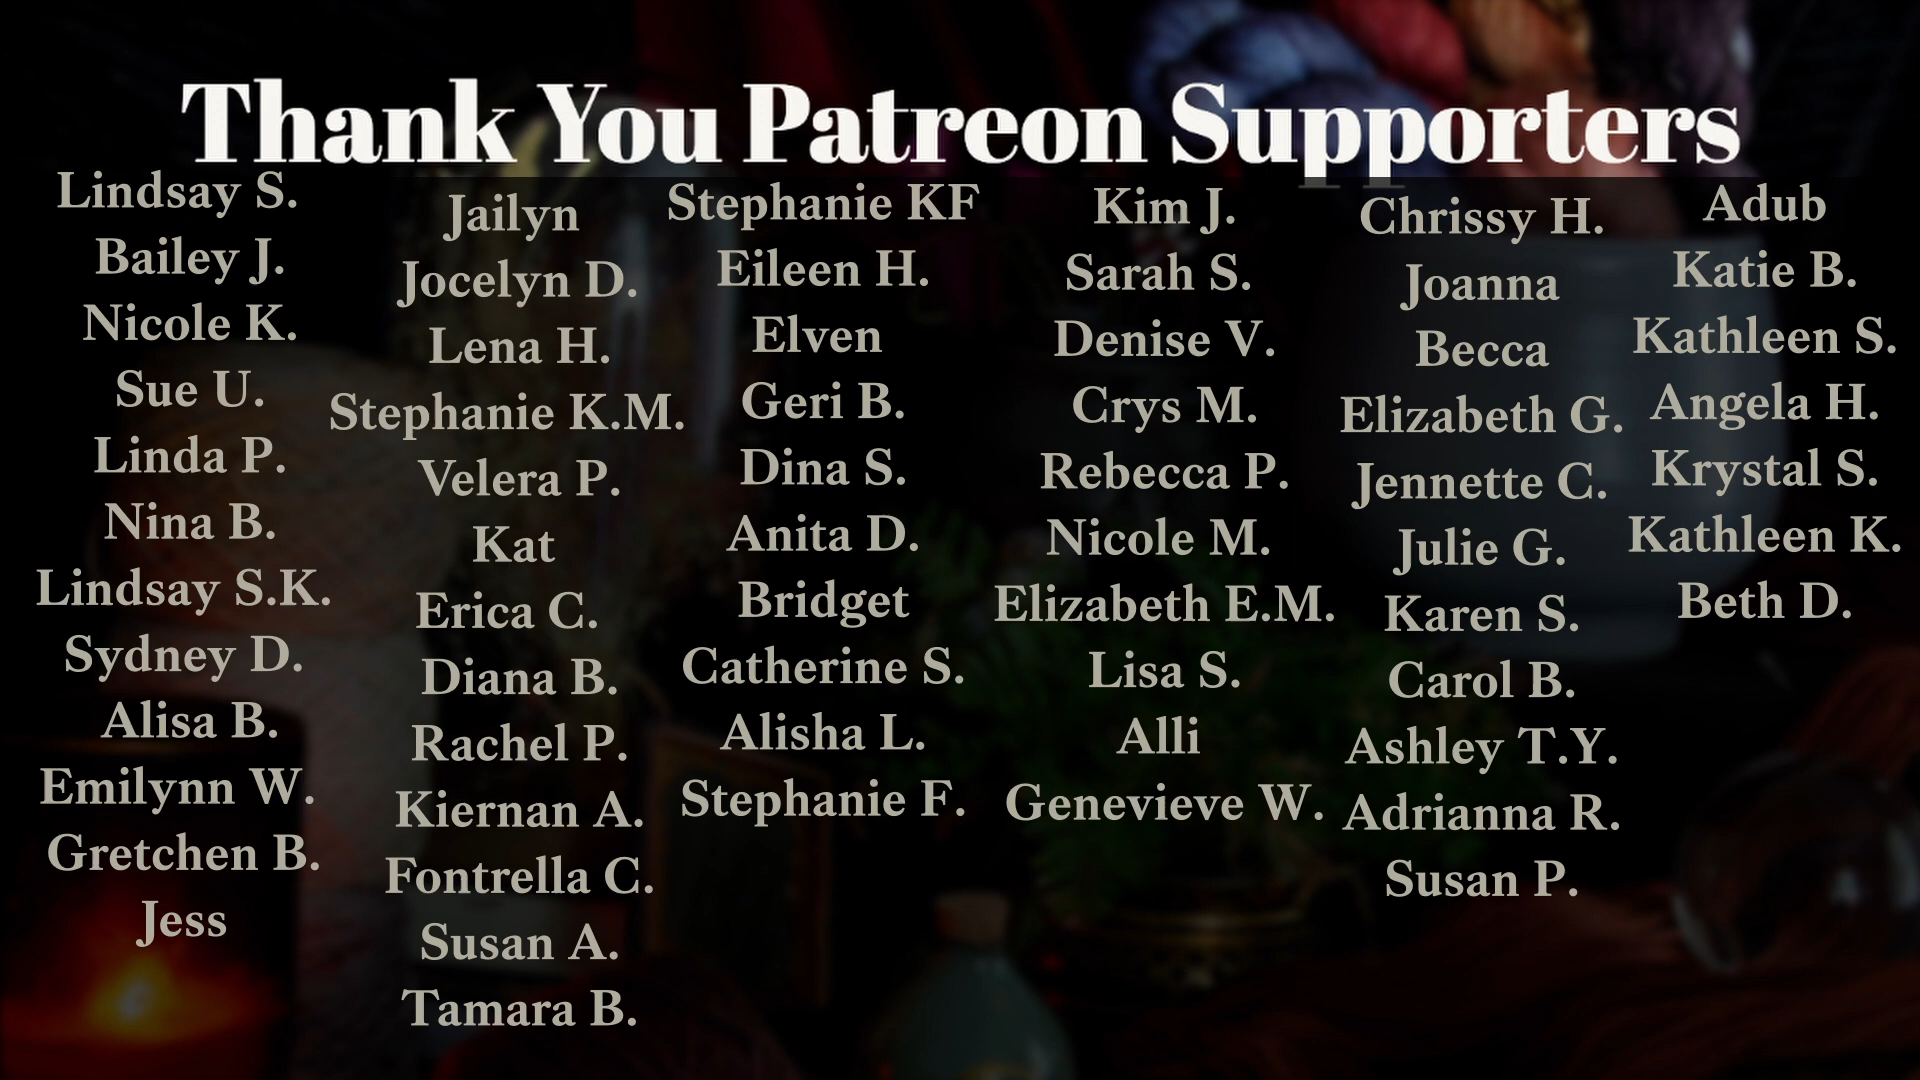 Thank You Patreon Supporters
Lindsay S.
Bailey J.
Nicole K.
Sue U.
Linda P.
Nina B.
Lindsay S.K.
Sydney D.
Alisa B.
Emilynn W.
Gretchen B.
Jess
Jailyn
Jocelyn D.
Lena H.
Stephanie K.M.
Velera P.
Kat
Erica C.
Diana B.
Rachel P.
Kiernan A.
Fontrella C.
Susan A.
Tamara B.
Stephanie KF
Eileen H.
Elven
Geri B.
Dina S.
Anita D.
Bridget
Catherine S.
Alisha L.
Stephanie F.
Kim J.
Sarah S.
Denise V.
Crys M.
Rebecca P.
Nicole M.
Elizabeth E.M.
Lisa S.
Alli
Genevieve W.
Chrissy H.
Joanna
Becca
Elizabeth G.
Jennette C.
Julie G.
Karen S.
Carol B.
Ashley T.Y.
Adrianna R.
Susan P.
Adub
Katie B.
Kathleen S.
Angela H.
Krystal S.
Kathleen K.
Beth D.